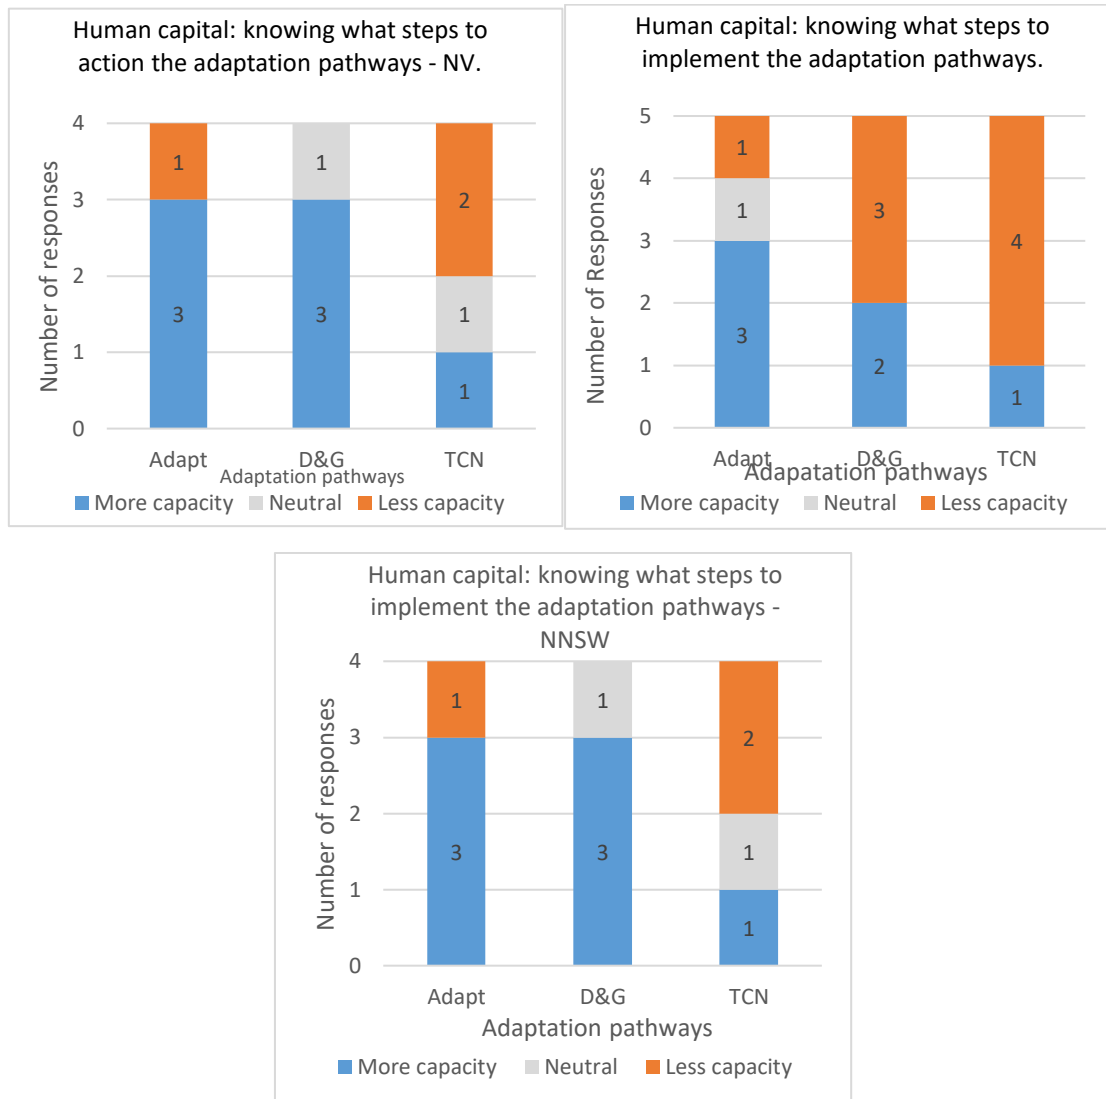 Human capital: knowing what steps to
action the adaptation pathways - NV.
Number of responses
4
3
2
1
0
1
3
1
3
2
1
1
Adapt D&G TCN
Adaptation pathways
More capacity Neutral Less capacity
Human capital: knowing what steps to
implement the adaptation pathways.
Number of Responses
5
4
3
2
1
0
1
1
3
3
2
4
1
Adapt D&G TCN
Adapatation pathways
More capacity Neutral Less capacity
Human capital: knowing what steps to
implement the adaptation pathways -
NNSW
Number of responses
4
3
2
1
0
1
3
1
3
2
1
1
Adapt D&G TCN
Adaptation pathways
More capacity Neutral Less capacity